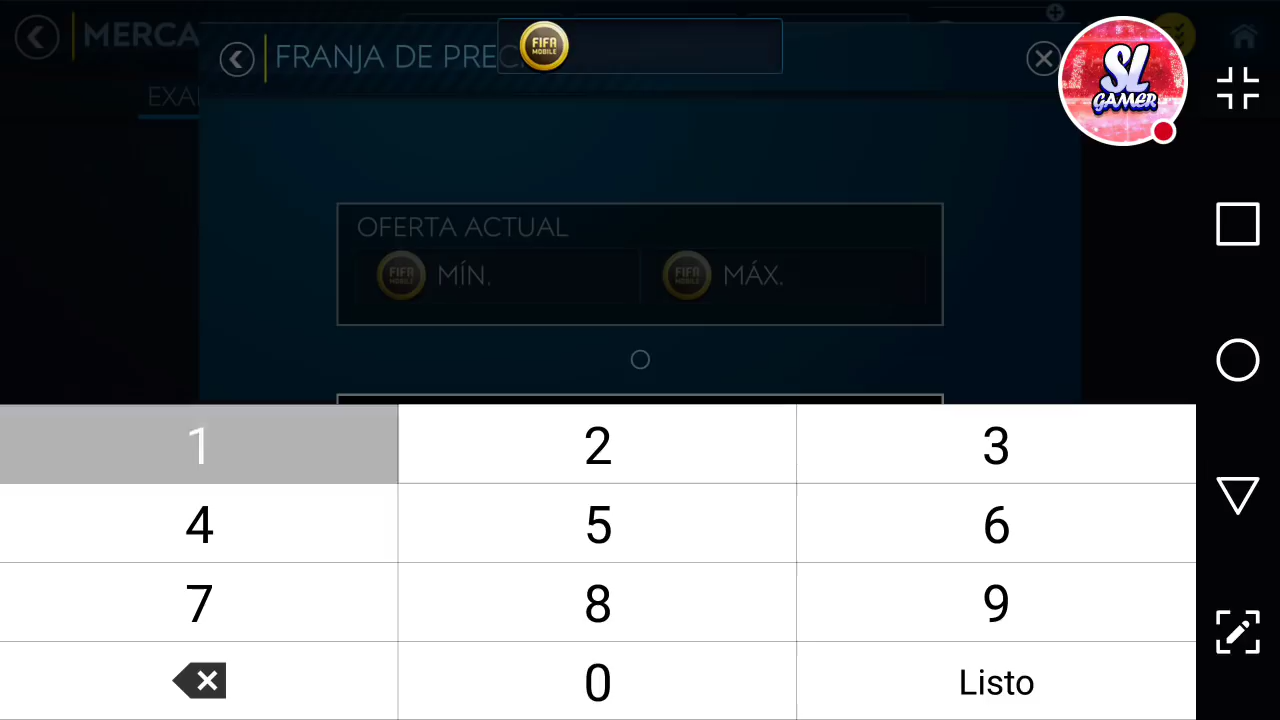 MERCA
FRANJA DE PREC
FIFA
MOBILE
SL
GAMER
EXA
OFERTA ACTUAL
FIFA
MOBILE
MÍN.
FIFA
MOBILE
MÁX.
1
2
3
4
5
6
7
8
9
0
Listo